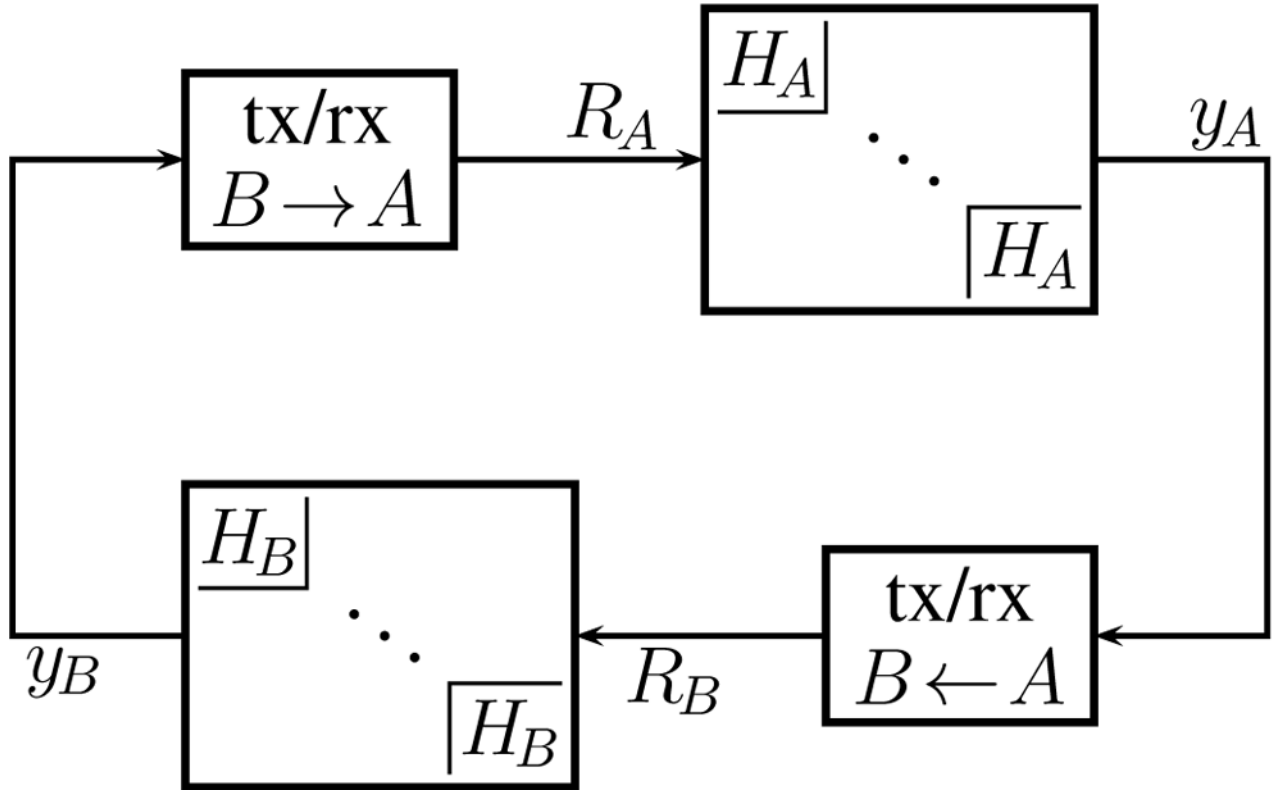 H_A
tx/rx
R_A
y_A
B → A
H_A
H_B
tx/rx
y_B
R_B
B ← A
H_B